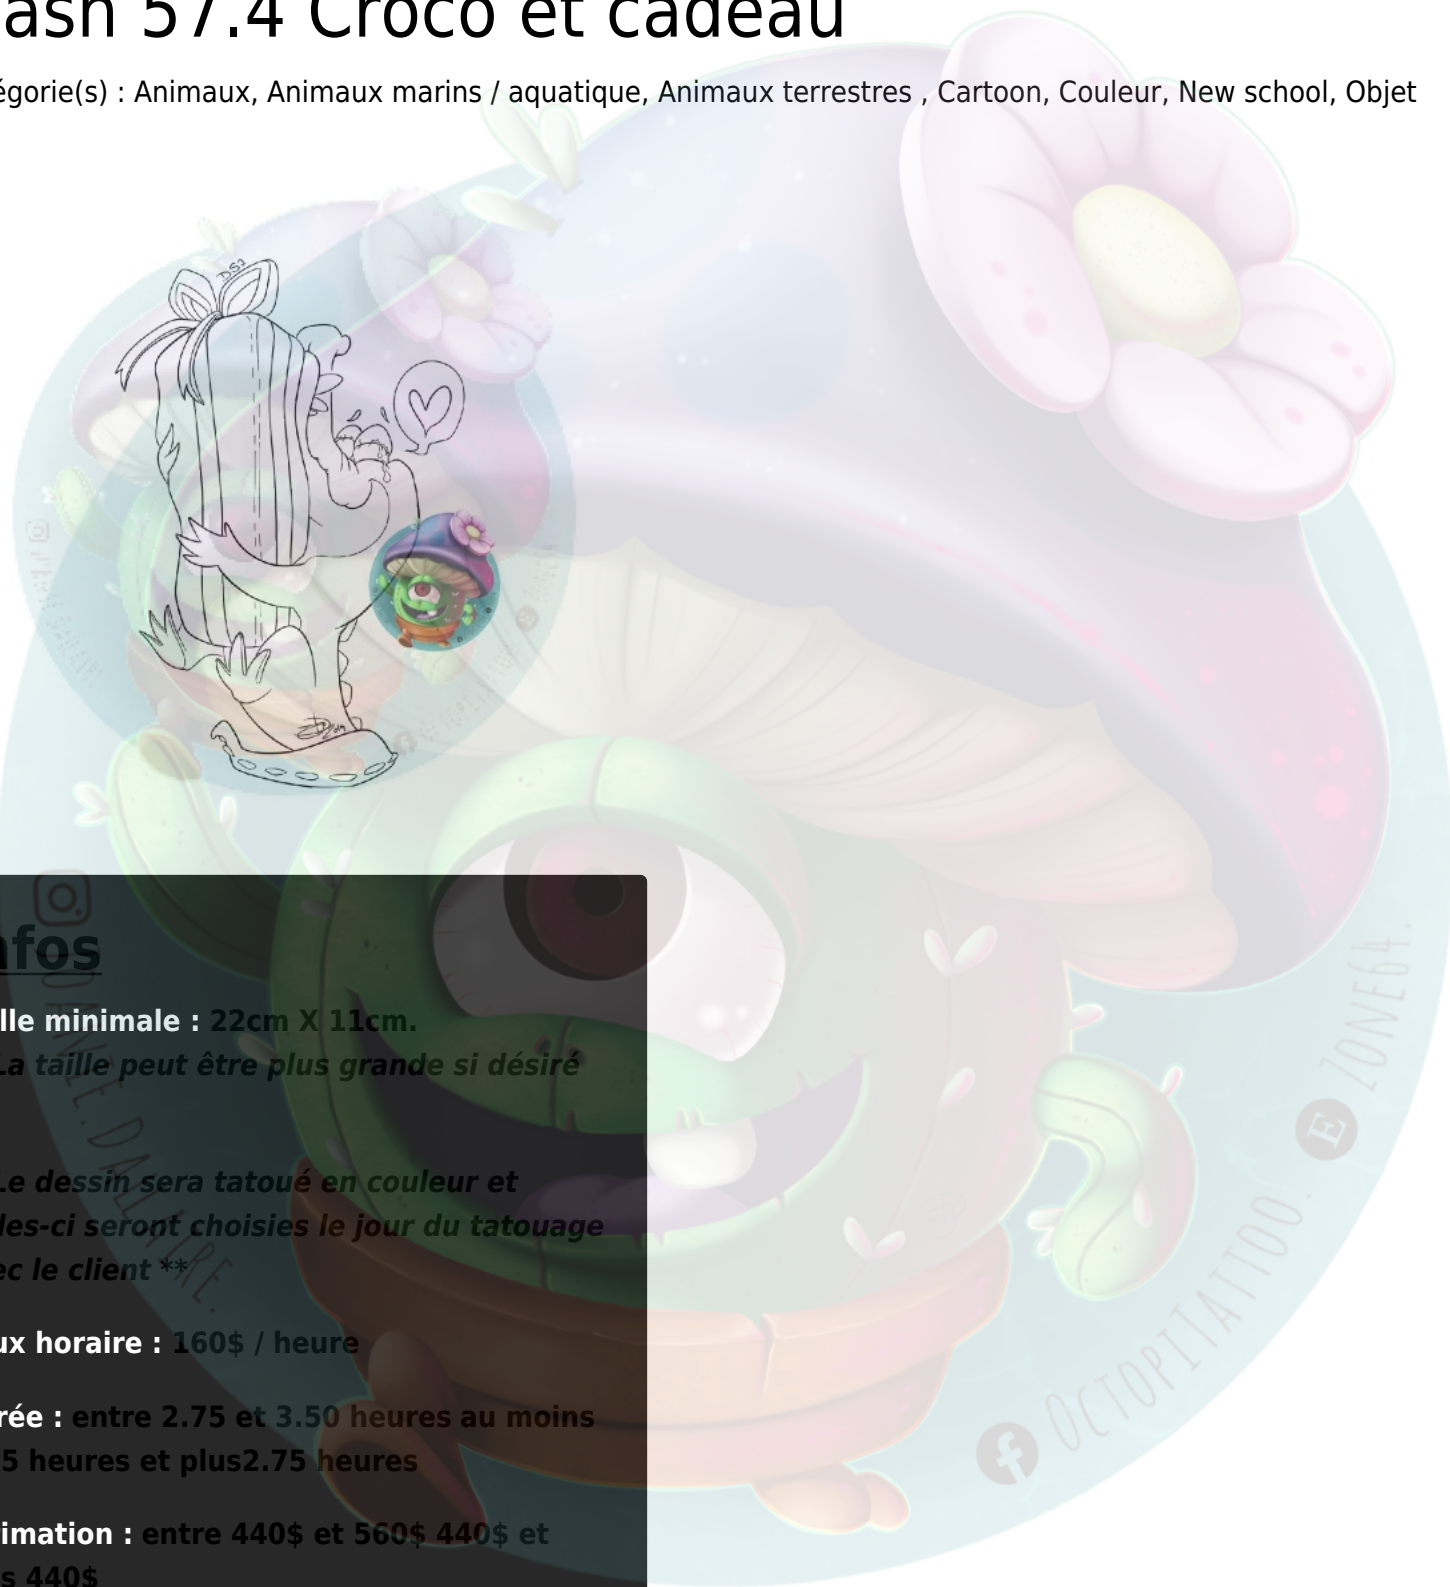 ash 57.4 Croco et cadeau
égorie(s) : Animaux, Animaux marins / aquatique, Animaux terrestres , Cartoon, Couleur, New school, Objet
nfos
lle minimale : 22cm X 11cm.
La taille peut être plus grande si désiré
Le dessin sera tatoué en couleur et
les-ci seront choisies le jour du tatouage
ec le client **
ux horaire : 160$ / heure
rée : entre 2.75 et 3.50 heures au moins
5 heures et plus2.75 heures
imation : entre 440$ et 560$ 440$ et
s 440$
OCTOPITATTOO.
ZONE64.